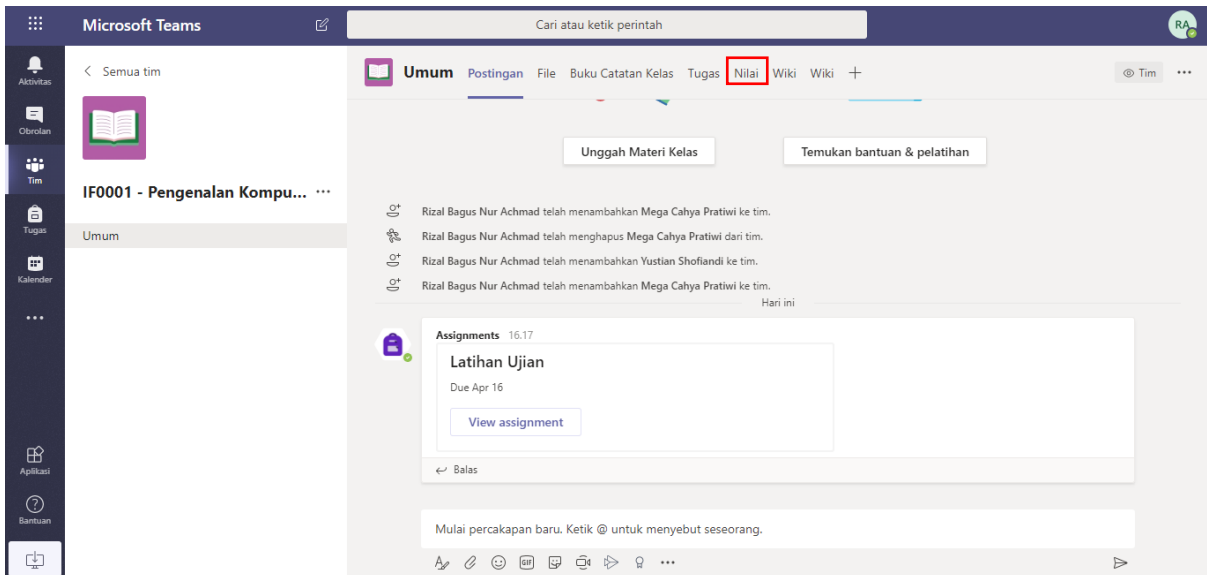 Microsoft Teams
Cari atau ketik perintah
RA
Aktivitas
Obrolan
Tim
Tugas
Kalender
Aplikasi
Bantuan
Semua tim
IF0001 - Pengenalan Kompu...
Umum
Umum Postingan File Buku Catatan Kelas Tugas Nilai Wiki Wiki
Tim
Unggah Materi Kelas
Temukan bantuan & pelatihan
Rizal Bagus Nur Achmad telah menambahkan Mega Cahya Pratiwi ke tim.
Rizal Bagus Nur Achmad telah menghapus Mega Cahya Pratiwi dari tim.
Rizal Bagus Nur Achmad telah menambahkan Yustian Shofiandi ke tim.
Rizal Bagus Nur Achmad telah menambahkan Mega Cahya Pratiwi ke tim.
Hari ini
Assignments 16.17
Latihan Ujian
Due Apr 16
View assignment
Balas
Mulai percakapan baru. Ketik @ untuk menyebut seseorang.
GIF